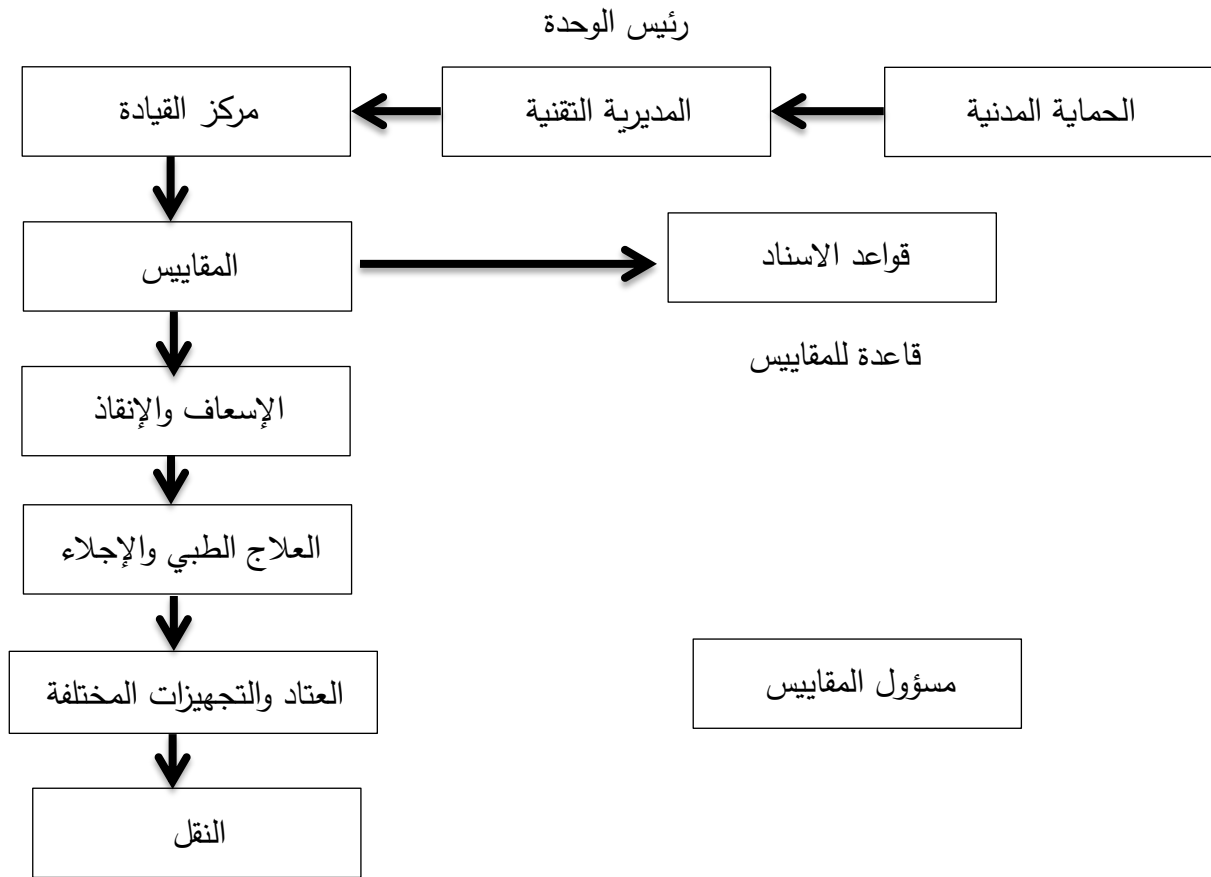 رئيس الوحدة
الحماية المدنية
المديرية التقنية
مركز القيادة
المقاييس
قواعد الاسناد
قاعدة للمقاييس
الإسعاف والإنقاذ
العلاج الطبي والإجلاء
العتاد والتجهيزات المختلفة
مسؤول المقاييس
النقل